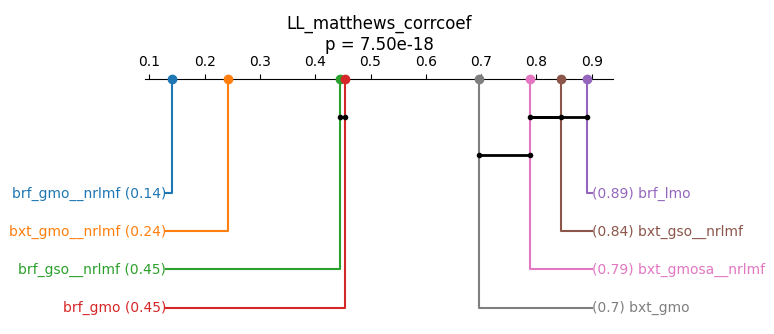 LL_matthews_corrcoef
p = 7.50e-18
0.1 0.2 0.3 0.4 0.5 0.6 0.7 0.8 0.9
brf_gmo__nrlmf (0.14) (0.89) brf_lmo
bxt_gmo__nrlmf (0.24) (0.84) bxt_gso__nrlmf
brf_gso__nrlmf (0.45) (0.79) bxt_gmosa__nrlmf
brf_gmo (0.45) (0.7) bxt_gmo